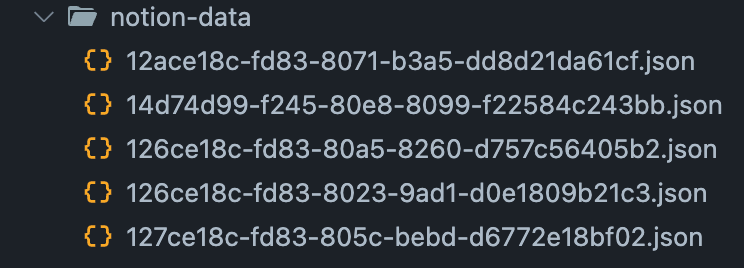 notion-data
{} 12ace18c-fd83-8071-b3a5-dd8d21da61cf.json
{} 14d74d99-f245-80e8-8099-f22584c243bb.json
{} 126ce18c-fd83-80a5-8260-d757c56405b2.json
{} 126ce18c-fd83-8023-9ad1-d0e1809b21c3.json
{} 127ce18c-fd83-805c-bebd-d6772e18bf02.json